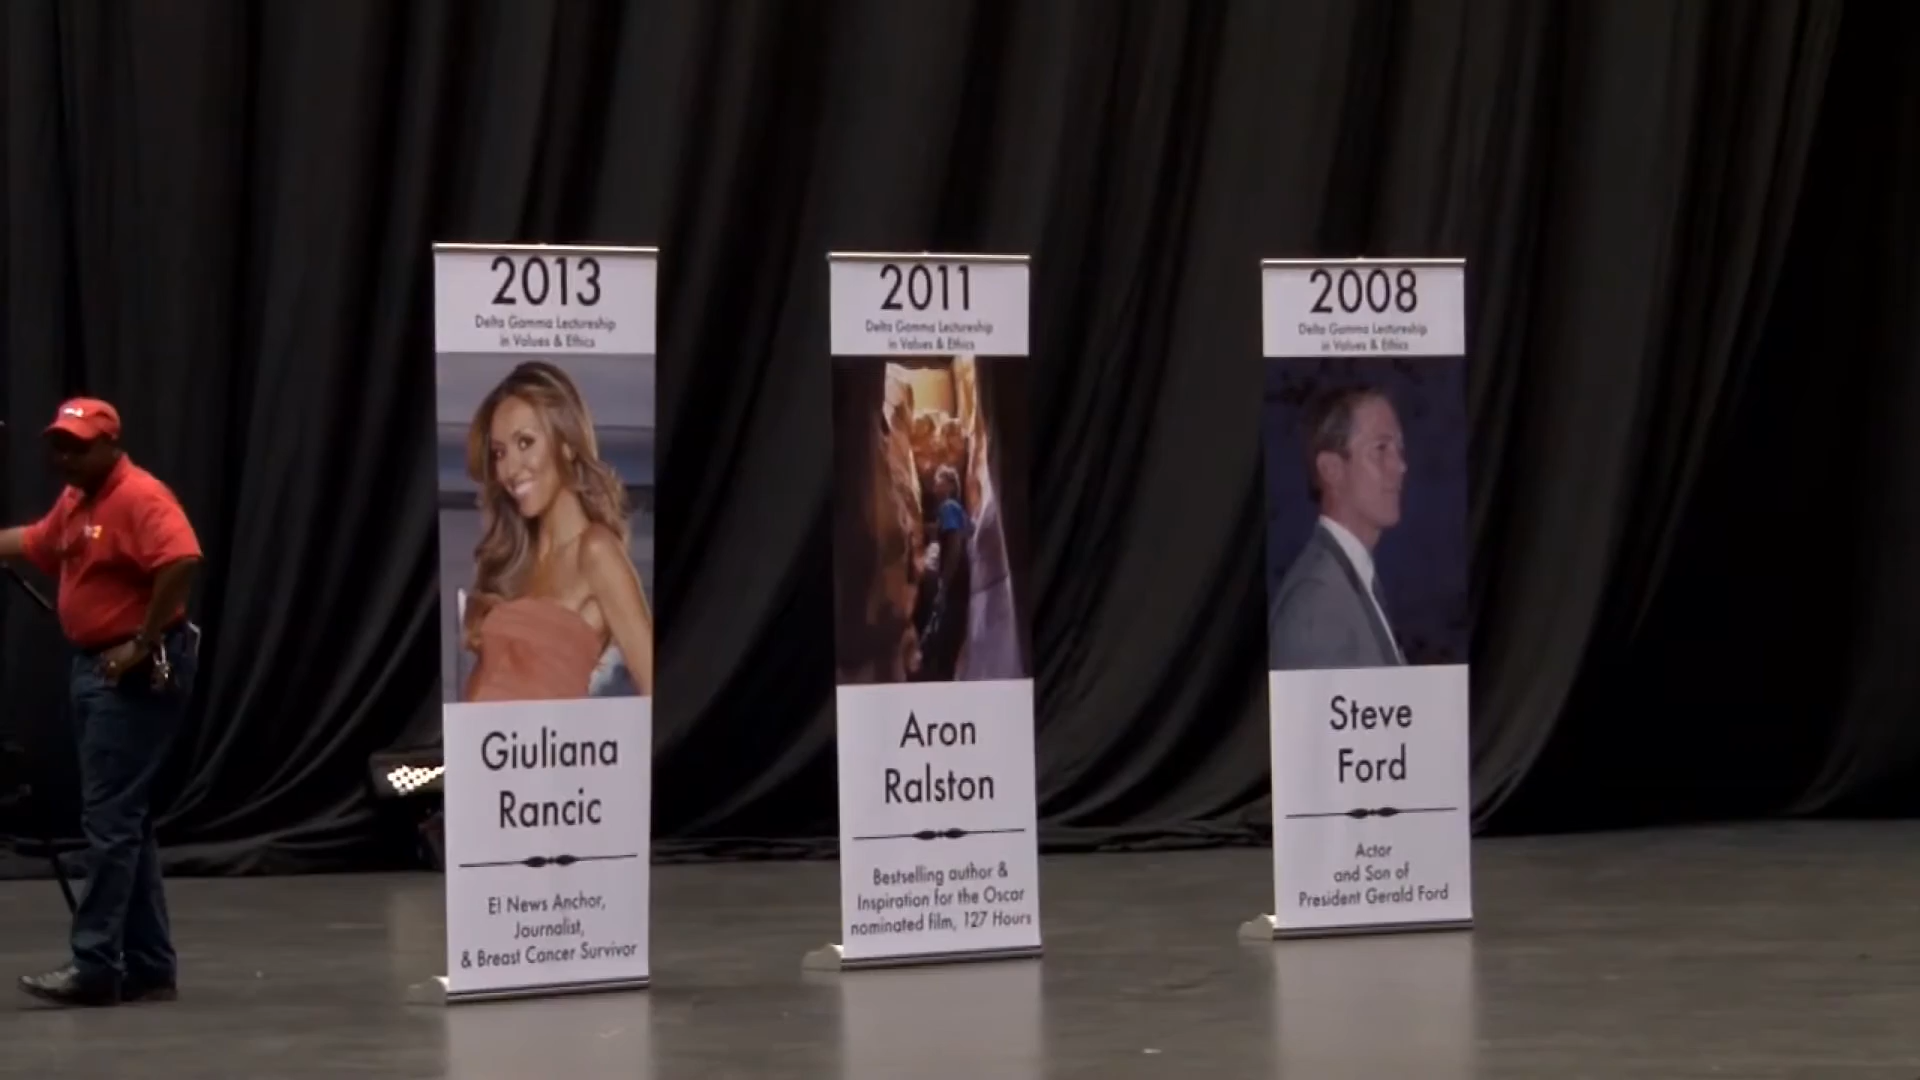 2013
Delta Gamma Lectureship
in Values & Ethics
Giuliana
Rancic
E! News Anchor,
Journalist,
& Breast Cancer Survivor
2011
Delta Gamma Lectureship
in Values & Ethics
Aron
Ralston
Bestselling author &
Inspiration for the Oscar
nominated film, 127 Hours
2008
Delta Gamma Lectureship
in Values & Ethics
Steve
Ford
Actor
and Son of
President Gerald Ford